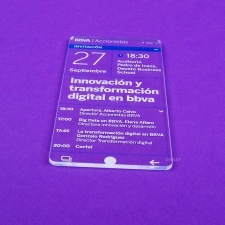 BBVA | Accionistas
INVITACIÓN
27
Septiembre
18:30
Auditorio
Pedro de Icaza,
Deusto Business
School
Innovación y
transformación
digital en bbva
Apertura. Alberto Calvo
Director Accionistas BBVA
17:00
Big Data en BBVA. Elena Alfaro
Directora innovación y desarrollo
17:45
La transformación digital en BBVA
Gonzalo Rodríguez
Director Transformación digital
20:00
Cóctel